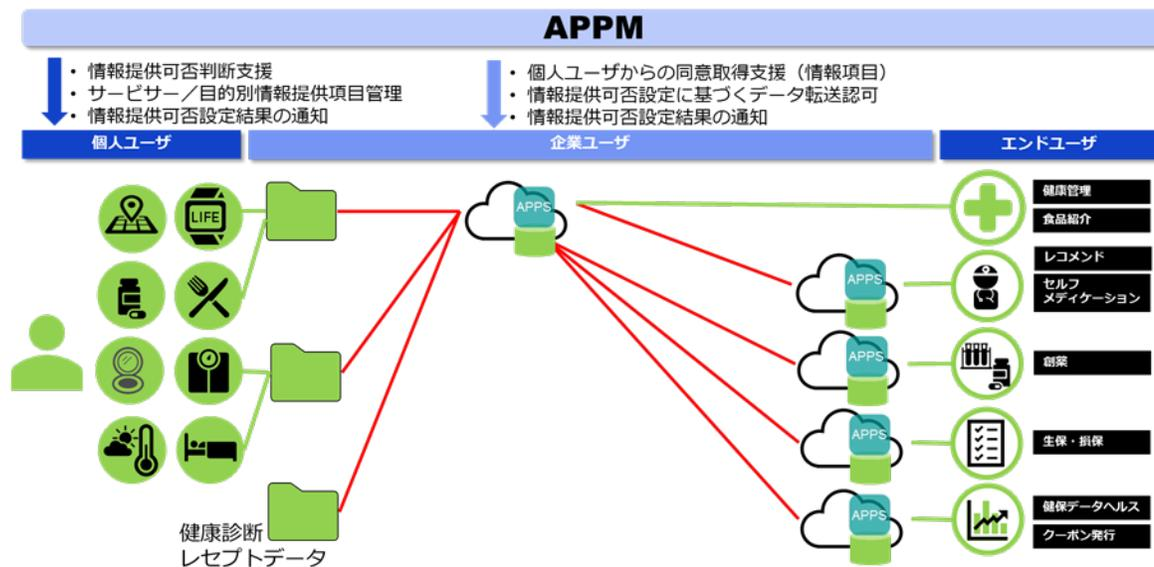 APPM
・ 情報提供可否判断支援
・ サービサー／目的別情報提供項目管理
・ 情報提供可否設定結果の通知
・ 個人ユーザからの同意取得支援（情報項目）
・ 情報提供可否設定に基づくデータ転送認可
・ 情報提供可否設定結果の通知
個人ユーザ
企業ユーザ
エンドユーザ
LIFE
APPS
健康管理
食品紹介
APPS
レコメンド
セルフ
メディケーション
APPS
創薬
APPS
生保・損保
APPS
健保データヘルス
クーポン発行
健康診断
レセプトデータ